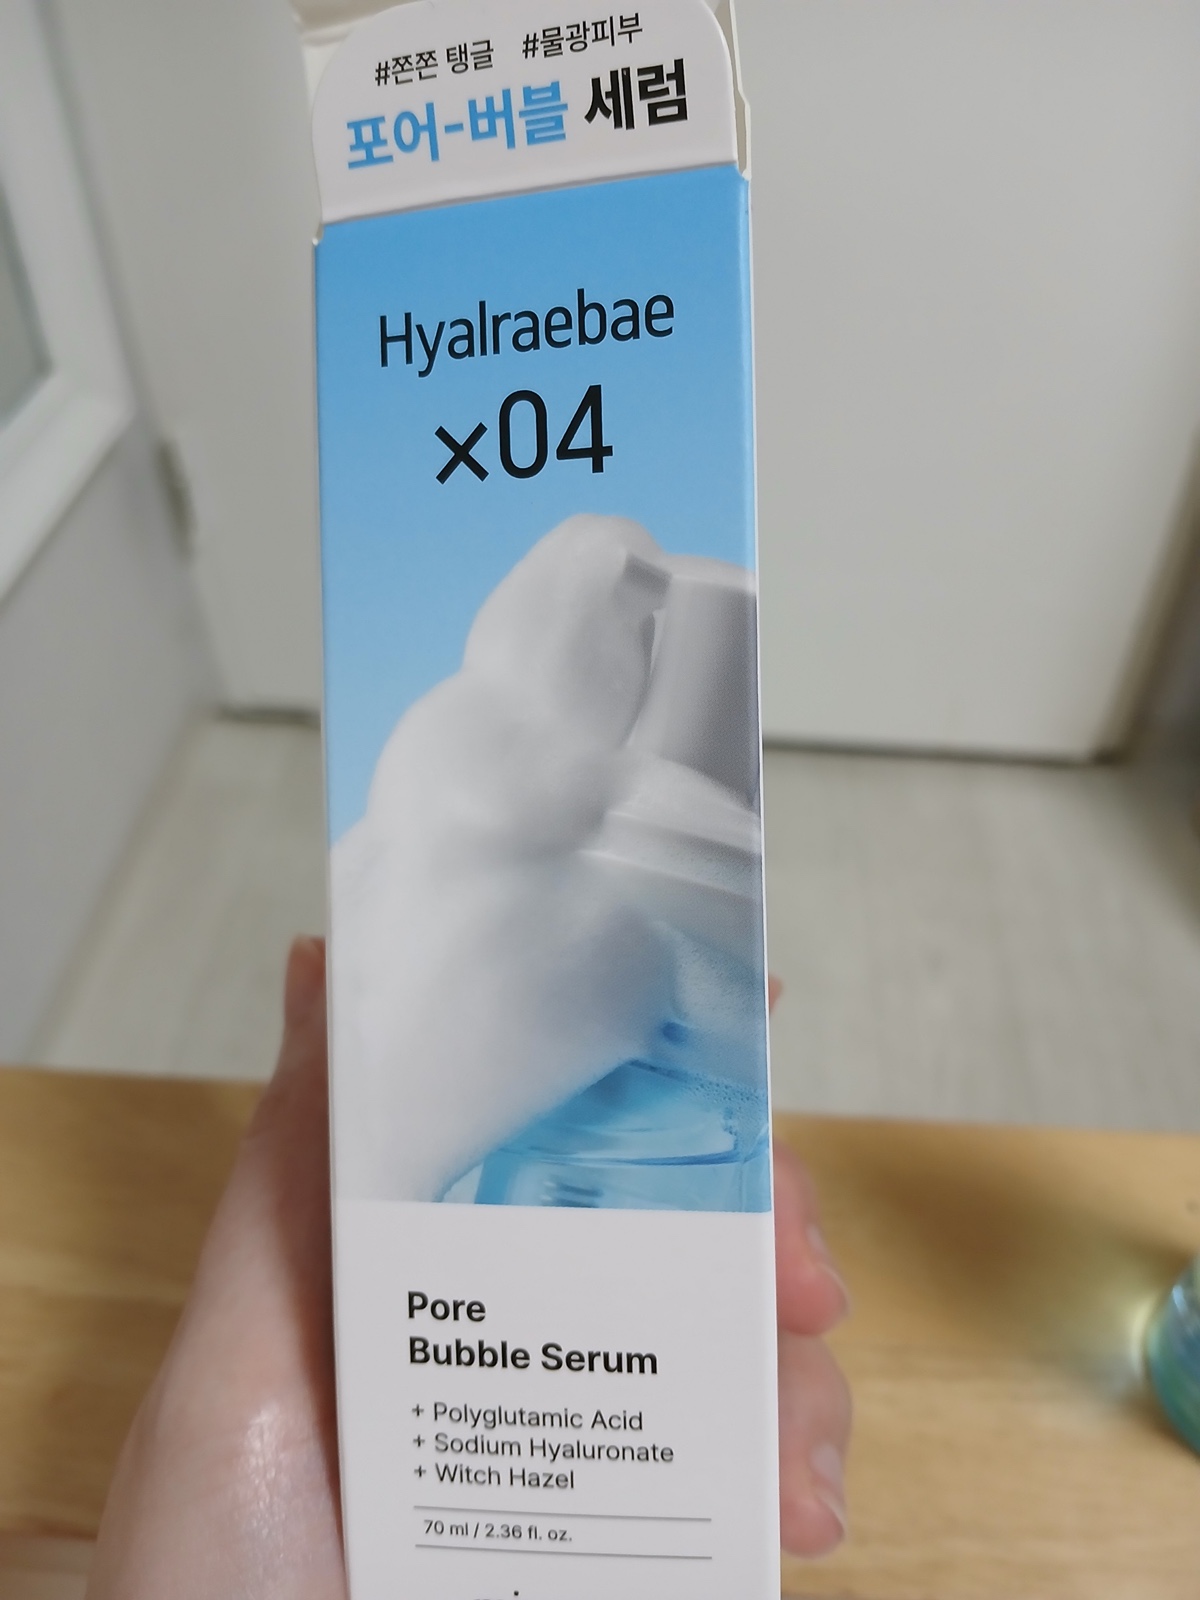 #쫀쫀 탱글 #물광피부
포어-버블 세럼
Hyalraebae
×04
Pore
Bubble Serum
+ Polyglutamic Acid
+ Sodium Hyaluronate
+ Witch Hazel
70 ml / 2.36 fl. oz.